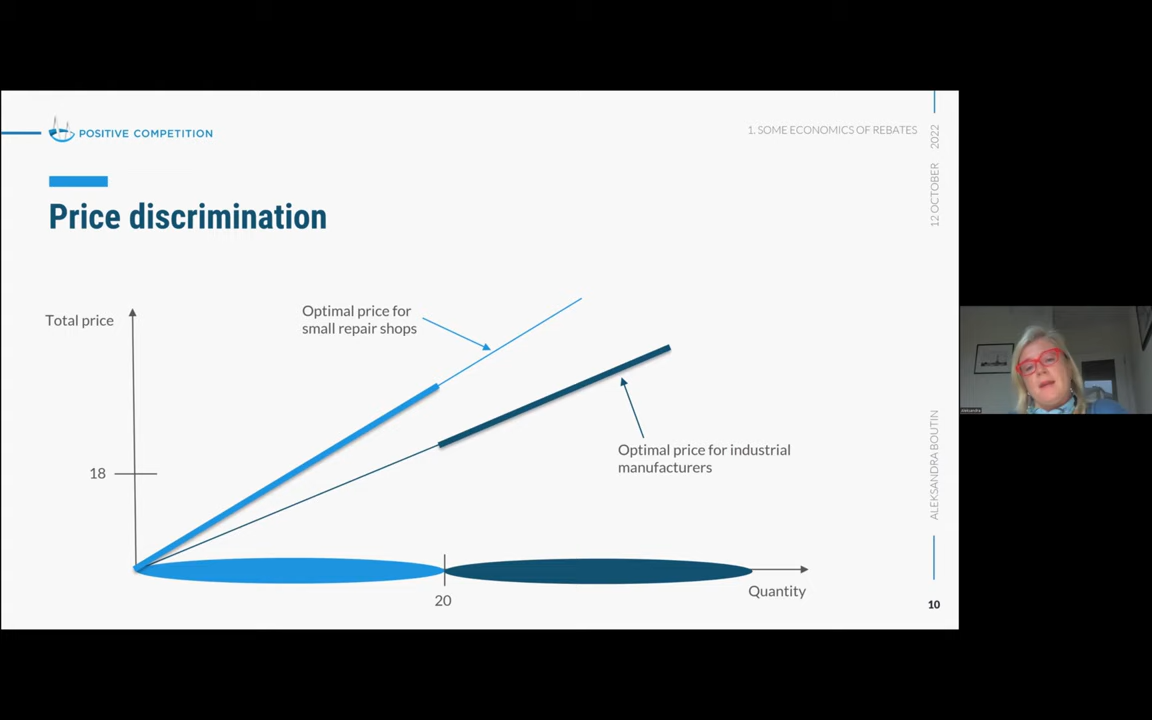 POSITIVE COMPETITION
1. SOME ECONOMICS OF REBATES
12 OCTOBER 2022
Price discrimination
Total price
Optimal price for
small repair shops
18
Optimal price for industrial
manufacturers
20
Quantity
ALEKSANDRA BOUTIN
10